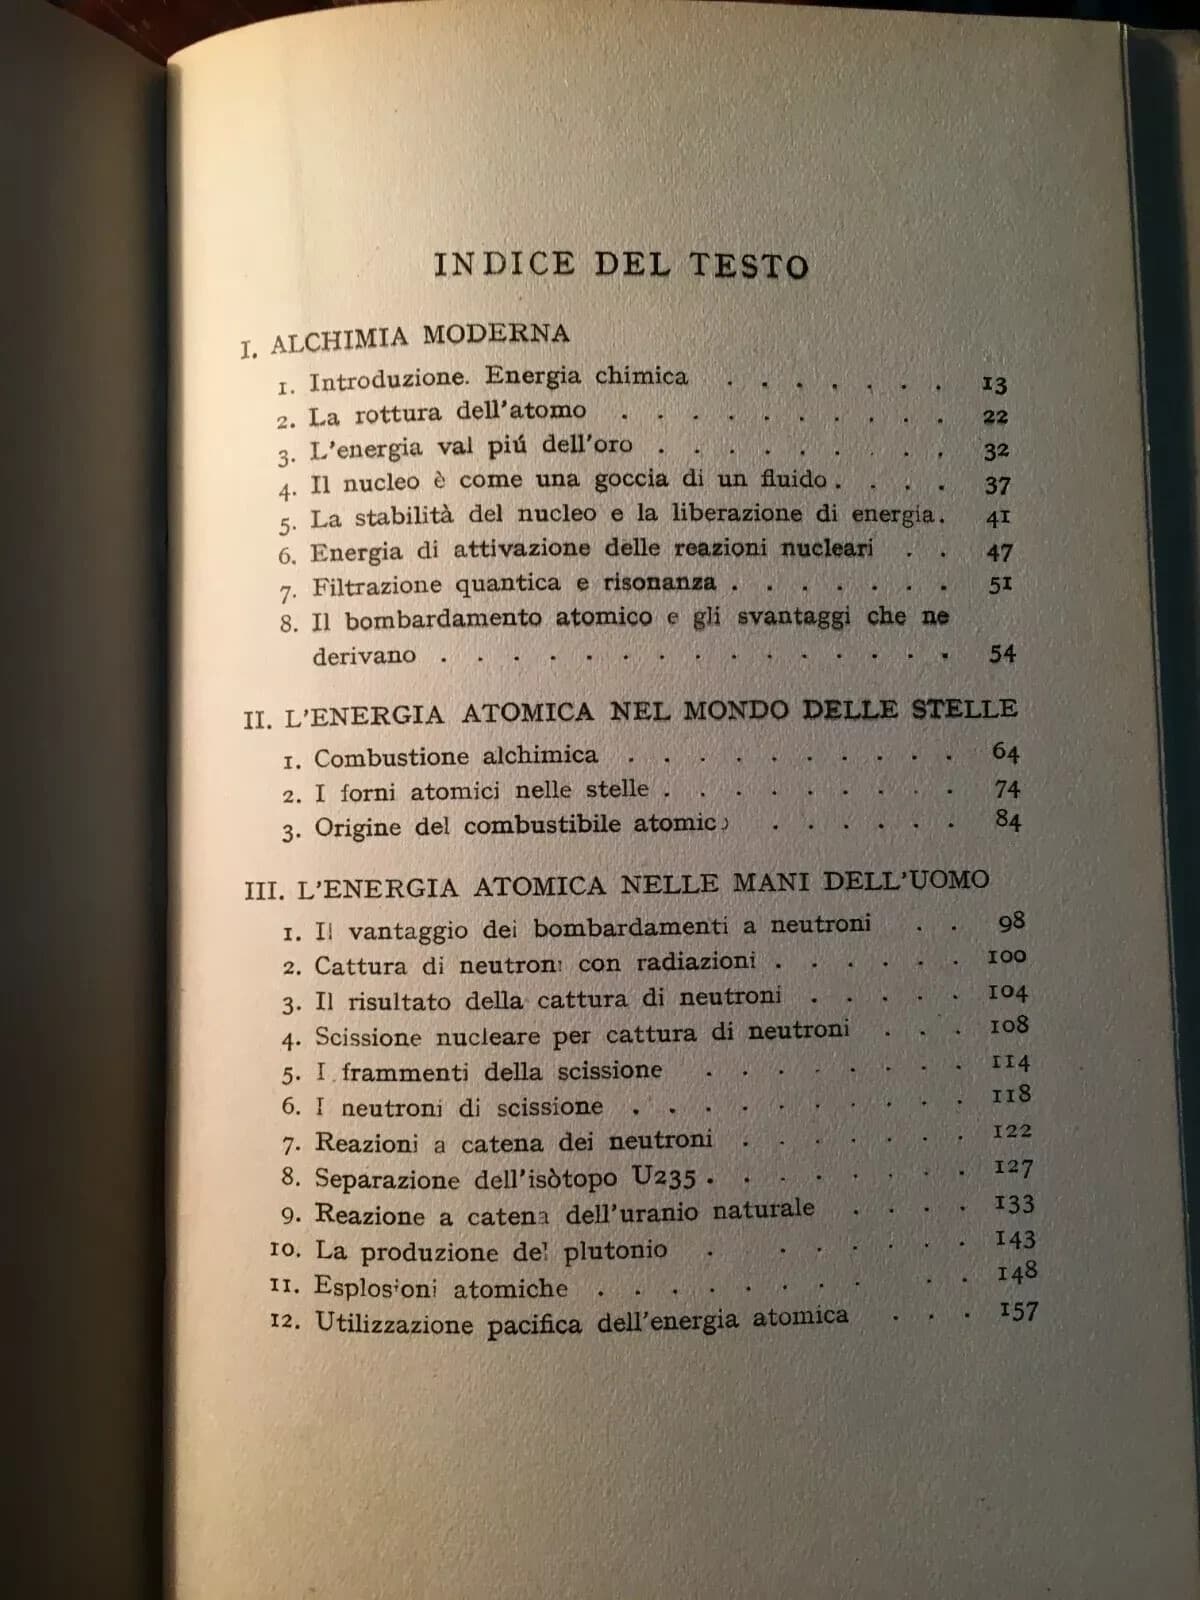 INDICE DEL TESTO
I. ALCHIMIA MODERNA
1. Introduzione. Energia chimica . . . . . . . 13
2. La rottura dell'atomo . . . . . . . . . . 22
3. L'energia val piú dell'oro . . . . . . . . . 32
4. Il nucleo è come una goccia di un fluido . . . . 37
5. La stabilità del nucleo e la liberazione di energia. 41
6. Energia di attivazione delle reazioni nucleari . . 47
7. Filtrazione quantica e risonanza . . . . . . . 51
8. Il bombardamento atomico e gli svantaggi che ne
derivano . . . . . . . . . . . . . . . 54
II. L'ENERGIA ATOMICA NEL MONDO DELLE STELLE
1. Combustione alchimica . . . . . . . . . . 64
2. I forni atomici nelle stelle . . . . . . . . . 74
3. Origine del combustibile atomico . . . . . . 84
III. L'ENERGIA ATOMICA NELLE MANI DELL'UOMO
1. Il vantaggio dei bombardamenti a neutroni . . 98
2. Cattura di neutroni con radiazioni . . . . . . 100
3. Il risultato della cattura di neutroni . . . . . 104
4. Scissione nucleare per cattura di neutroni . . . 108
5. I frammenti della scissione . . . . . . . . 114
6. I neutroni di scissione . . . . . . . . . . 118
7. Reazioni a catena dei neutroni . . . . . . . 122
8. Separazione dell'isòtopo U235 . . . . . . . . 127
9. Reazione a catena dell'uranio naturale . . . . 133
10. La produzione del plutonio . . . . . . . 143
11. Esplosioni atomiche . . . . . . . . . . 148
12. Utilizzazione pacifica dell'energia atomica . . . 157